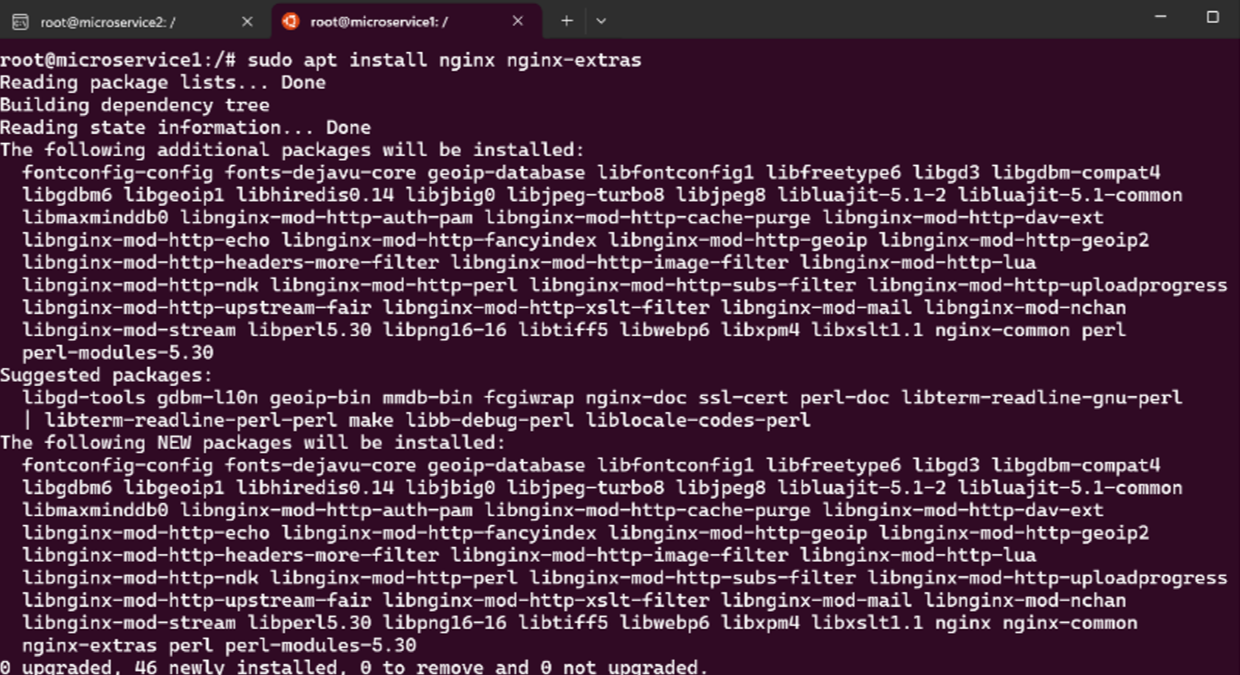 root@microservice2: /
root@microservice1: /
root@microservice1:/# sudo apt install nginx nginx-extras
Reading package lists... Done
Building dependency tree
Reading state information... Done
The following additional packages will be installed:
  fontconfig-config fonts-dejavu-core geoip-database libfontconfig1 libfreetype6 libgd3 libgdbm-compat4
  libgdbm6 libgeoip1 libhiredis0.14 libjbig0 libjpeg-turbo8 libjpeg8 libluajit-5.1-2 libluajit-5.1-common
  libmaxminddb0 libnginx-mod-http-auth-pam libnginx-mod-http-cache-purge libnginx-mod-http-dav-ext
  libnginx-mod-http-echo libnginx-mod-http-fancyindex libnginx-mod-http-geoip libnginx-mod-http-geoip2
  libnginx-mod-http-headers-more-filter libnginx-mod-http-image-filter libnginx-mod-http-lua
  libnginx-mod-http-ndk libnginx-mod-http-perl libnginx-mod-http-subs-filter libnginx-mod-http-uploadprogress
  libnginx-mod-http-upstream-fair libnginx-mod-http-xslt-filter libnginx-mod-mail libnginx-mod-nchan
  libnginx-mod-stream libperl5.30 libpng16-16 libtiff5 libwebp6 libxpm4 libxslt1.1 nginx-common perl
  perl-modules-5.30
Suggested packages:
  libgd-tools gdbm-l10n geoip-bin mmdb-bin fcgiwrap nginx-doc ssl-cert perl-doc libterm-readline-gnu-perl
  | libterm-readline-perl-perl make libb-debug-perl liblocale-codes-perl
The following NEW packages will be installed:
  fontconfig-config fonts-dejavu-core geoip-database libfontconfig1 libfreetype6 libgd3 libgdbm-compat4
  libgdbm6 libgeoip1 libhiredis0.14 libjbig0 libjpeg-turbo8 libjpeg8 libluajit-5.1-2 libluajit-5.1-common
  libmaxminddb0 libnginx-mod-http-auth-pam libnginx-mod-http-cache-purge libnginx-mod-http-dav-ext
  libnginx-mod-http-echo libnginx-mod-http-fancyindex libnginx-mod-http-geoip libnginx-mod-http-geoip2
  libnginx-mod-http-headers-more-filter libnginx-mod-http-image-filter libnginx-mod-http-lua
  libnginx-mod-http-ndk libnginx-mod-http-perl libnginx-mod-http-subs-filter libnginx-mod-http-uploadprogress
  libnginx-mod-http-upstream-fair libnginx-mod-http-xslt-filter libnginx-mod-mail libnginx-mod-nchan
  libnginx-mod-stream libperl5.30 libpng16-16 libtiff5 libwebp6 libxpm4 libxslt1.1 nginx nginx-common
  nginx-extras perl perl-modules-5.30
0 upgraded, 46 newly installed, 0 to remove and 0 not upgraded.